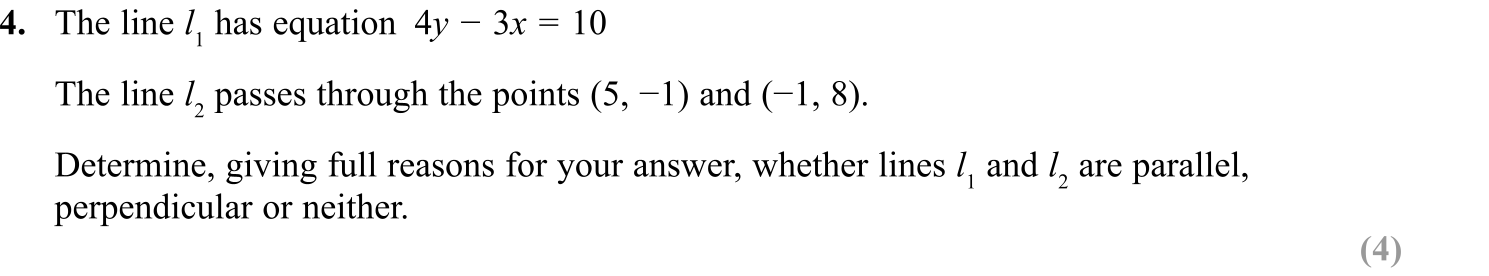 4. The line l₁ has equation 4y − 3x = 10
The line l₂ passes through the points (5, −1) and (−1, 8).
Determine, giving full reasons for your answer, whether lines l₁ and l₂ are parallel,
perpendicular or neither.
(4)